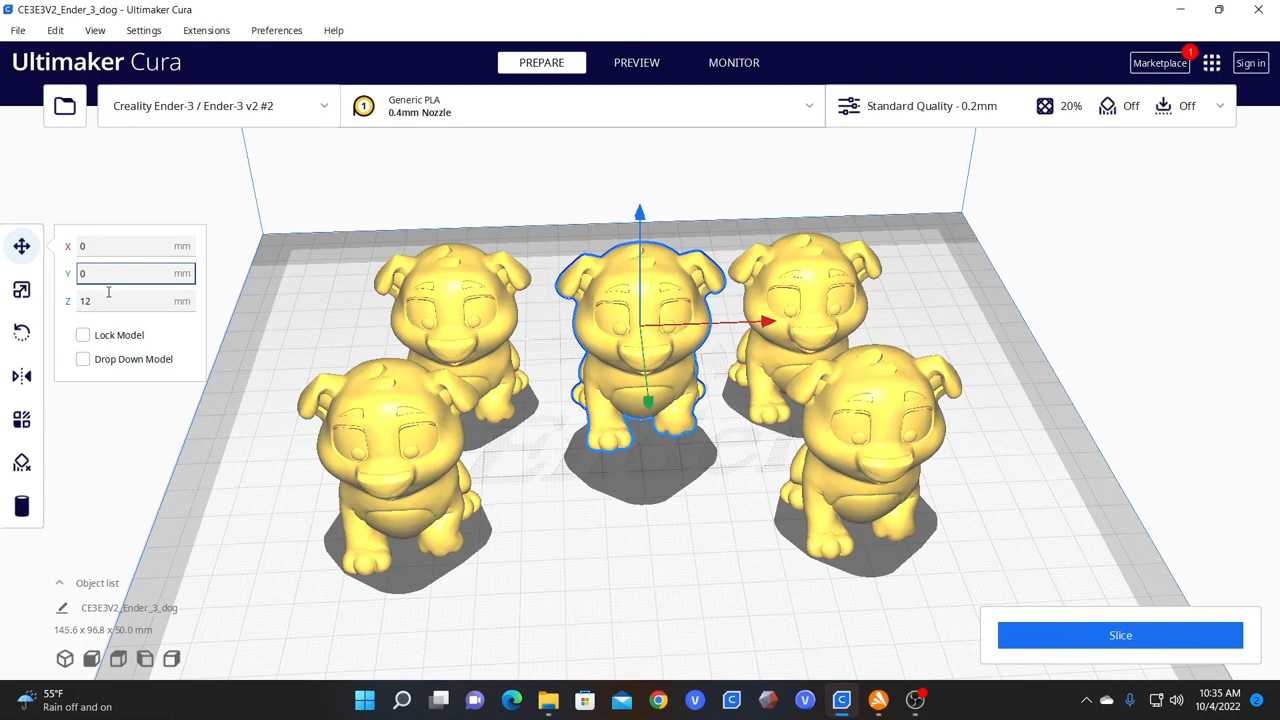 CE3E3V2_Ender_3_dog - Ultimaker Cura
File Edit View Settings Extensions Preferences Help
Ultimaker Cura PREPARE PREVIEW MONITOR Marketplace 1 Sign in
Creality Ender-3 / Ender-3 v2 #2
1 Generic PLA
0.4mm Nozzle
Standard Quality - 0.2mm 20% Off Off
X 0 mm
Y 0 mm
Z 12 mm
Lock Model
Drop Down Model
Object list
CE3E3V2_Ender_3_dog
145.6 x 96.8 x 50.0 mm
Slice
55°F
Rain off and on
10:35 AM
10/4/2022
2